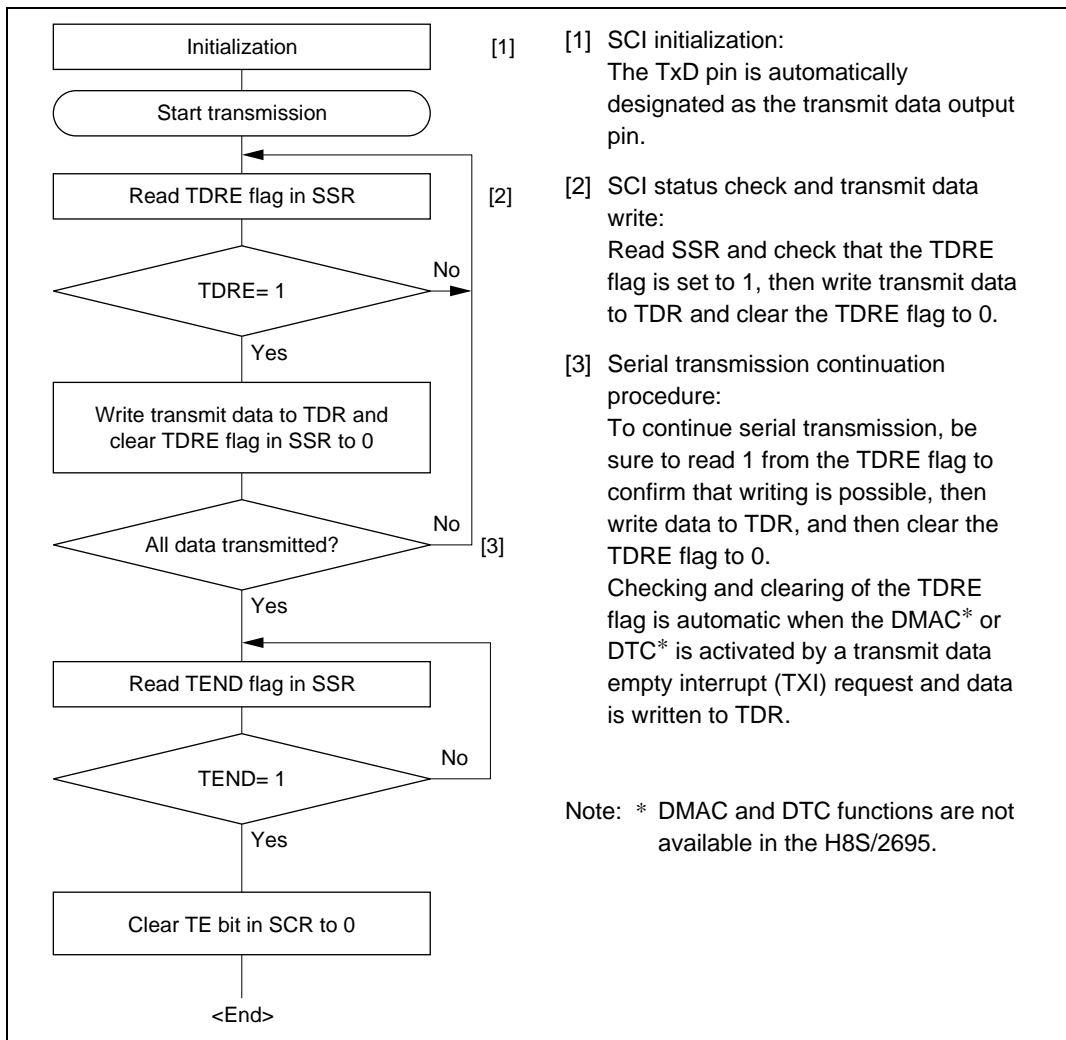 Initialization
[1]
Start transmission
Read TDRE flag in SSR
[2]
TDRE= 1
No
Yes
Write transmit data to TDR and
clear TDRE flag in SSR to 0
All data transmitted?
No
[3]
Yes
Read TEND flag in SSR
TEND= 1
No
Yes
Clear TE bit in SCR to 0
<End>
[1] SCI initialization:
The TxD pin is automatically
designated as the transmit data output
pin.
[2] SCI status check and transmit data
write:
Read SSR and check that the TDRE
flag is set to 1, then write transmit data
to TDR and clear the TDRE flag to 0.
[3] Serial transmission continuation
procedure:
To continue serial transmission, be
sure to read 1 from the TDRE flag to
confirm that writing is possible, then
write data to TDR, and then clear the
TDRE flag to 0.
Checking and clearing of the TDRE
flag is automatic when the DMAC* or
DTC* is activated by a transmit data
empty interrupt (TXI) request and data
is written to TDR.
Note: * DMAC and DTC functions are not
available in the H8S/2695.